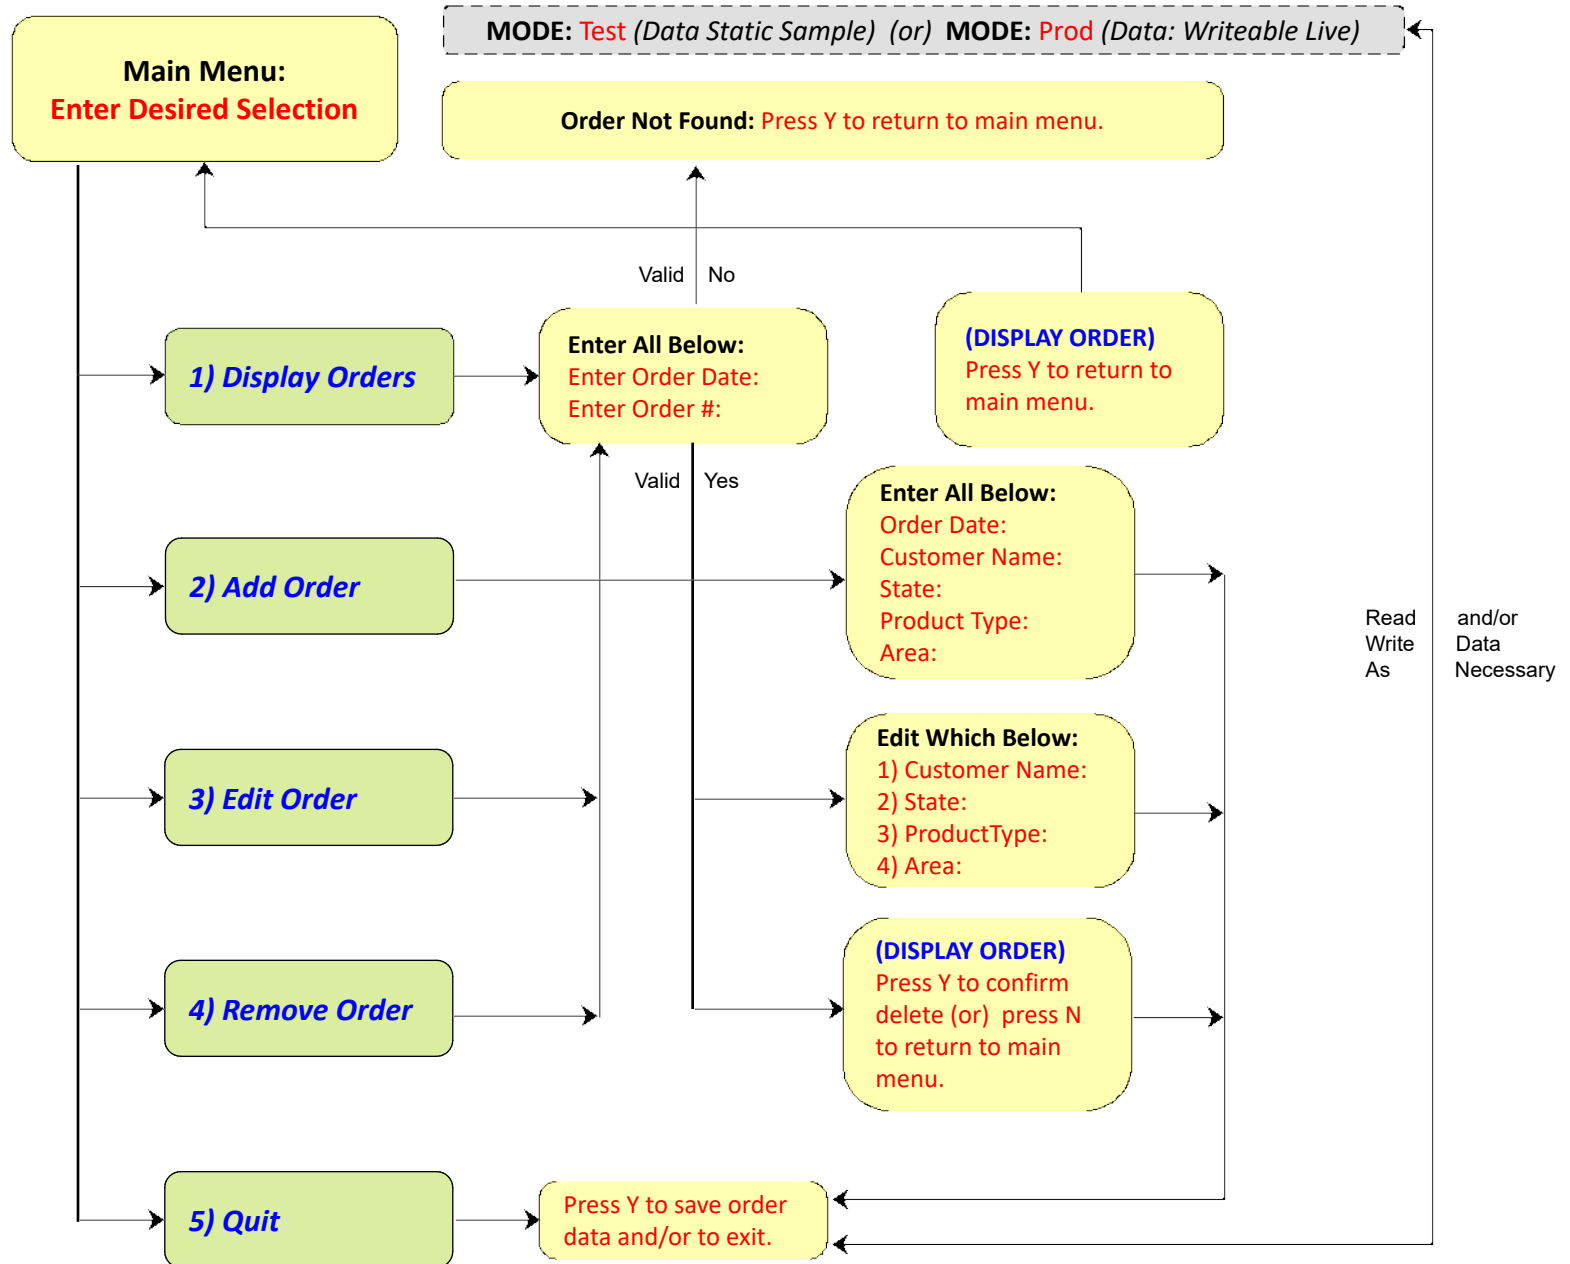 MODE: Test (Data Static Sample) (or) MODE: Prod (Data: Writeable Live)
Main Menu:
Enter Desired Selection
Order Not Found: Press Y to return to main menu.
Valid No
1) Display Orders
Enter All Below:
Enter Order Date:
Enter Order #:
(DISPLAY ORDER)
Press Y to return to
main menu.
Valid Yes
2) Add Order
Enter All Below:
Order Date:
Customer Name:
State:
Product Type:
Area:
Read and/or
Write Data
As Necessary
3) Edit Order
Edit Which Below:
1) Customer Name:
2) State:
3) ProductType:
4) Area:
4) Remove Order
(DISPLAY ORDER)
Press Y to confirm
delete (or) press N
to return to main
menu.
5) Quit
Press Y to save order
data and/or to exit.